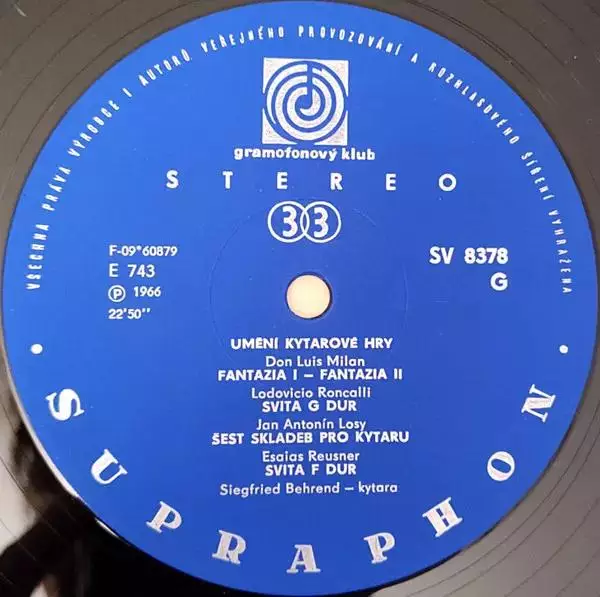 VŠECHNA PRÁVA VÝROBCE I AUTORŮ VEŘEJNÉHO PROVOZOVÁNÍ A ROZHLASOVÉHO ŠÍŘENÍ VYHRAŽENA
gramofonový klub
STEREO
33
F-09*60879
E 743
Ⓟ 1966
22'50''
SV 8378
G
UMĚNÍ KYTAROVÉ HRY
Don Luis Milan
FANTAZIA I – FANTAZIA II
Lodovicio Roncalli
SVITA G DUR
Jan Antonín Losy
ŠEST SKLADEB PRO KYTARU
Esaias Reusner
SVITA F DUR
Siegfried Behrend – kytara
• SUPRAPHON •